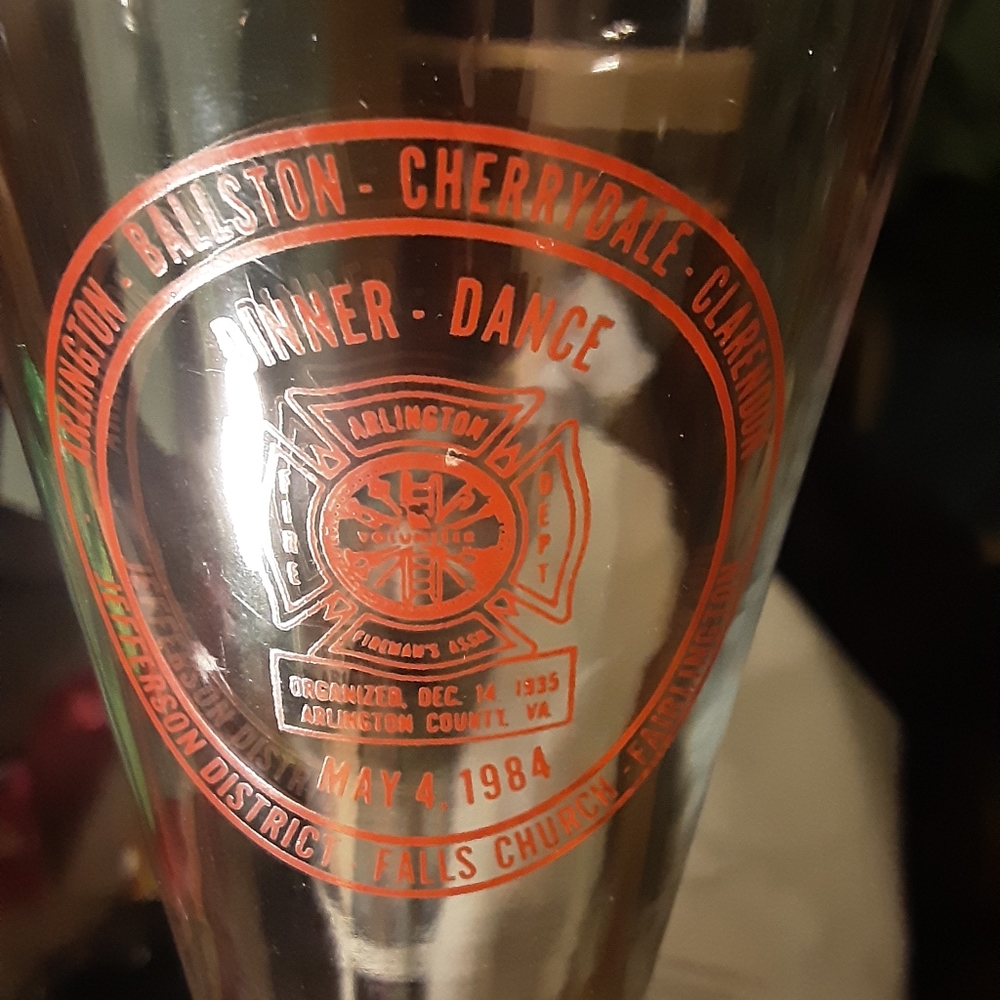 ARLINGTON - BALLSTON - CHERRYDALE - CLARENDON
JEFFERSON DISTRICT - FALLS CHURCH - FAIRLINGTON
DINNER - DANCE
ARLINGTON
FIRE DEPT
VOLUNTEER
FIREMAN'S ASSN.
ORGANIZED, DEC. 14 1935
ARLINGTON COUNTY, VA.
MAY 4, 1984